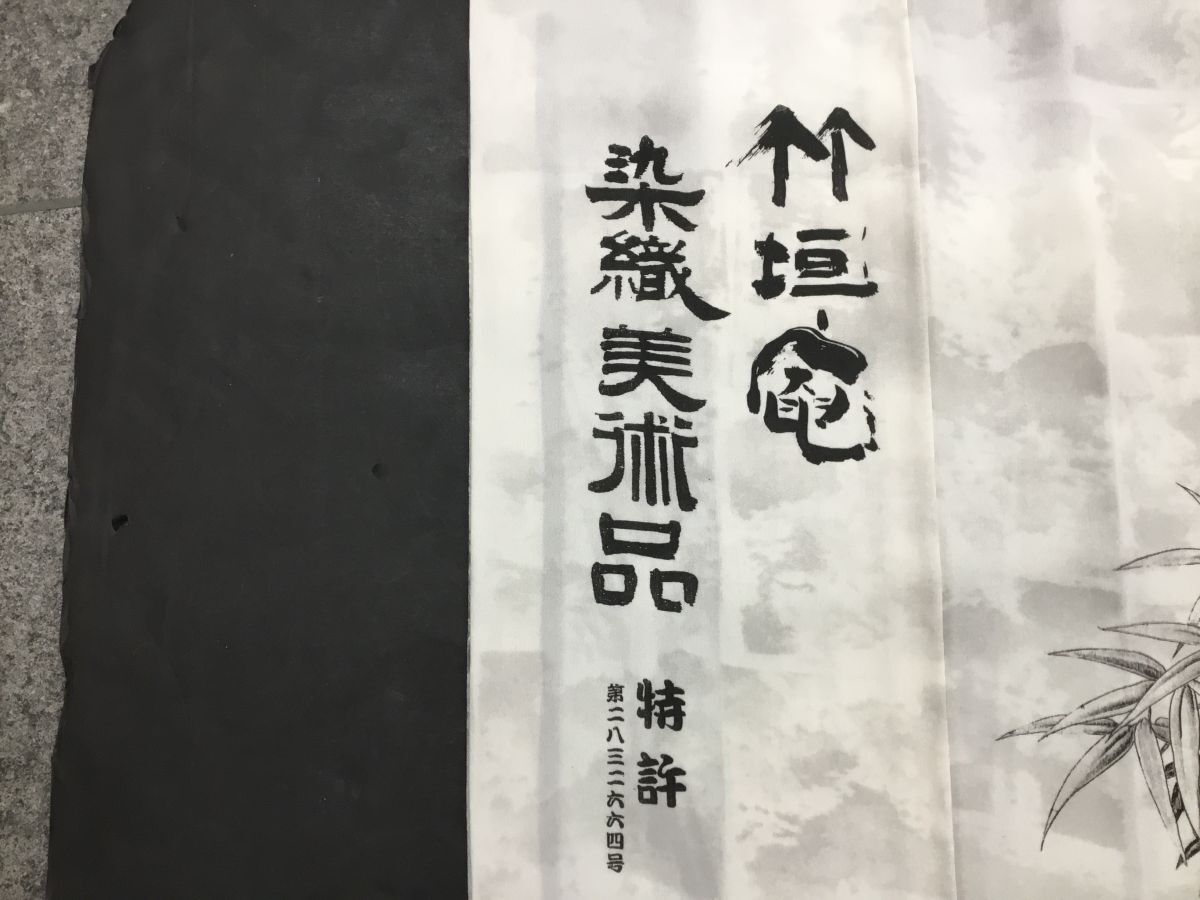 竹垣庵
染織美術品
特許
第二八三二六六四号